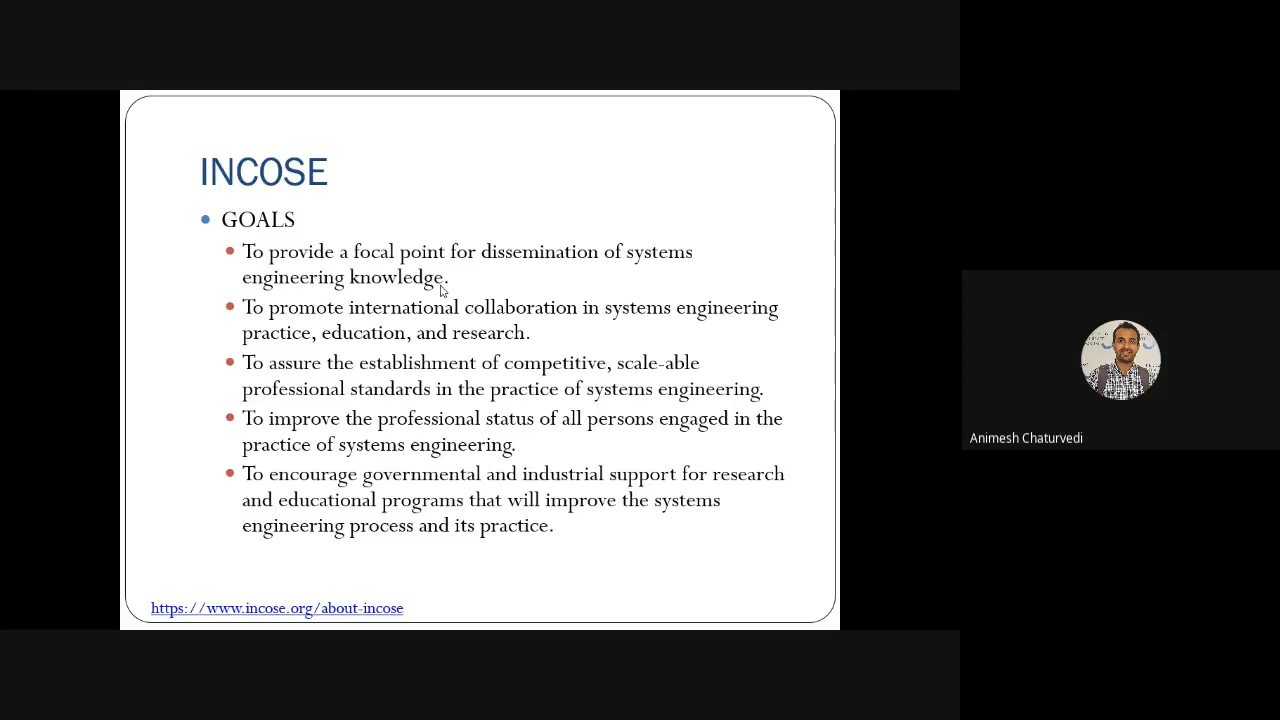 INCOSE
GOALS
To provide a focal point for dissemination of systems
engineering knowledge.
To promote international collaboration in systems engineering
practice, education, and research.
To assure the establishment of competitive, scale-able
professional standards in the practice of systems engineering.
To improve the professional status of all persons engaged in the
practice of systems engineering.
To encourage governmental and industrial support for research
and educational programs that will improve the systems
engineering process and its practice.
https://www.incose.org/about-incose
Animesh Chaturvedi